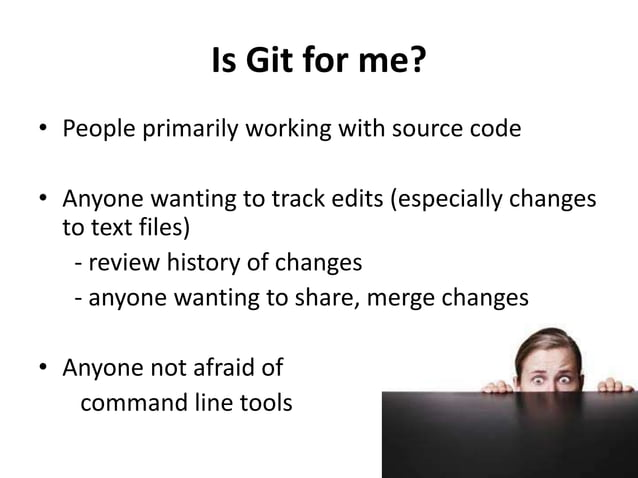 Is Git for me?
• People primarily working with source code
• Anyone wanting to track edits (especially changes
to text files)
- review history of changes
- anyone wanting to share, merge changes
• Anyone not afraid of
command line tools